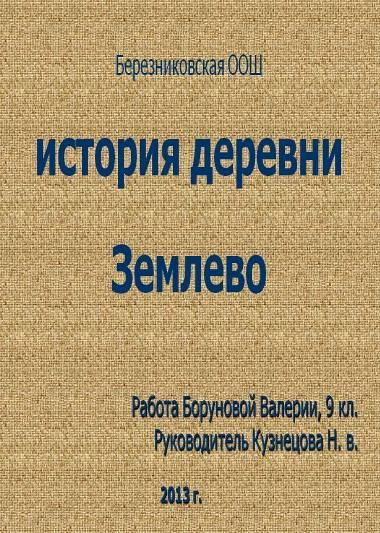 Березниковская ООШ
история деревни
Землево
Работа Боруновой Валерии, 9 кл.
Руководитель Кузнецова Н. в.
2013 г.